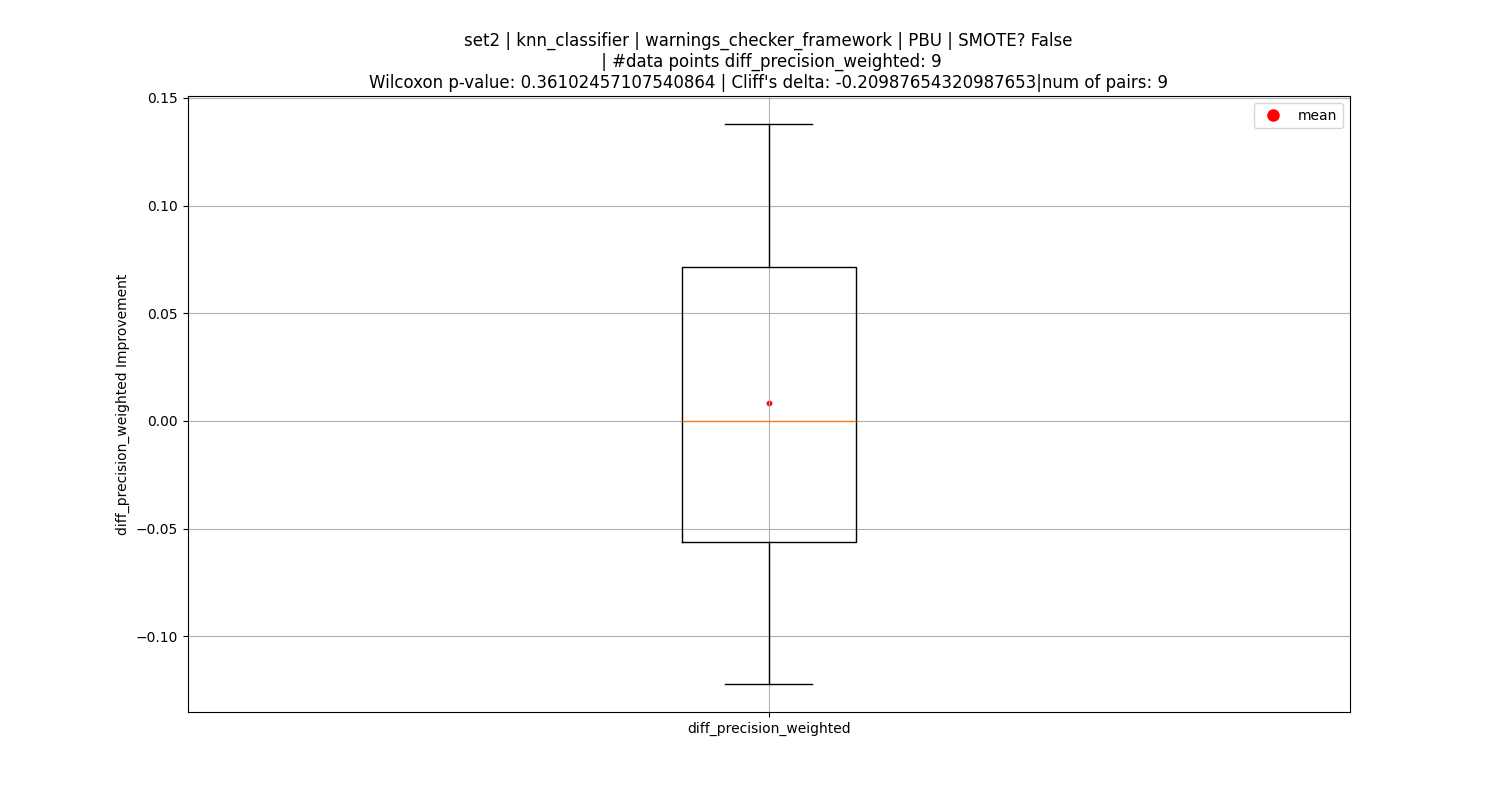 set2 | knn_classifier | warnings_checker_framework | PBU | SMOTE? False
| #data points diff_precision_weighted: 9
Wilcoxon p-value: 0.36102457107540864 | Cliff's delta: -0.20987654320987653|num of pairs: 9
mean
0.15
0.10
0.05
0.00
−0.05
−0.10
diff_precision_weighted Improvement
diff_precision_weighted